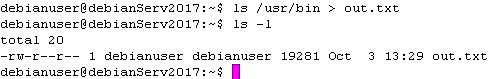 debianuser@debianServ2017:~$ ls /usr/bin > out.txt
debianuser@debianServ2017:~$ ls -l
total 20
-rw-r--r-- 1 debianuser debianuser 19281 Oct  3 13:29 out.txt
debianuser@debianServ2017:~$